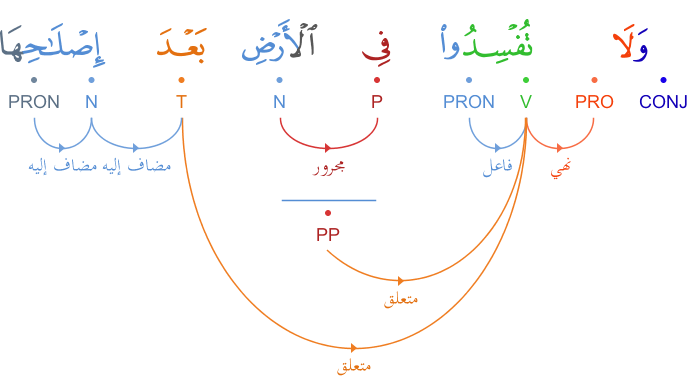 وَلَا تُفْسِدُوا۟ فِى ٱلْأَرْضِ بَعْدَ إِصْلَـٰحِهَا
CONJ PRO V PRON P N T N PRON
نهي فاعل مجرور مضاف إليه مضاف إليه
PP
متعلق
متعلق